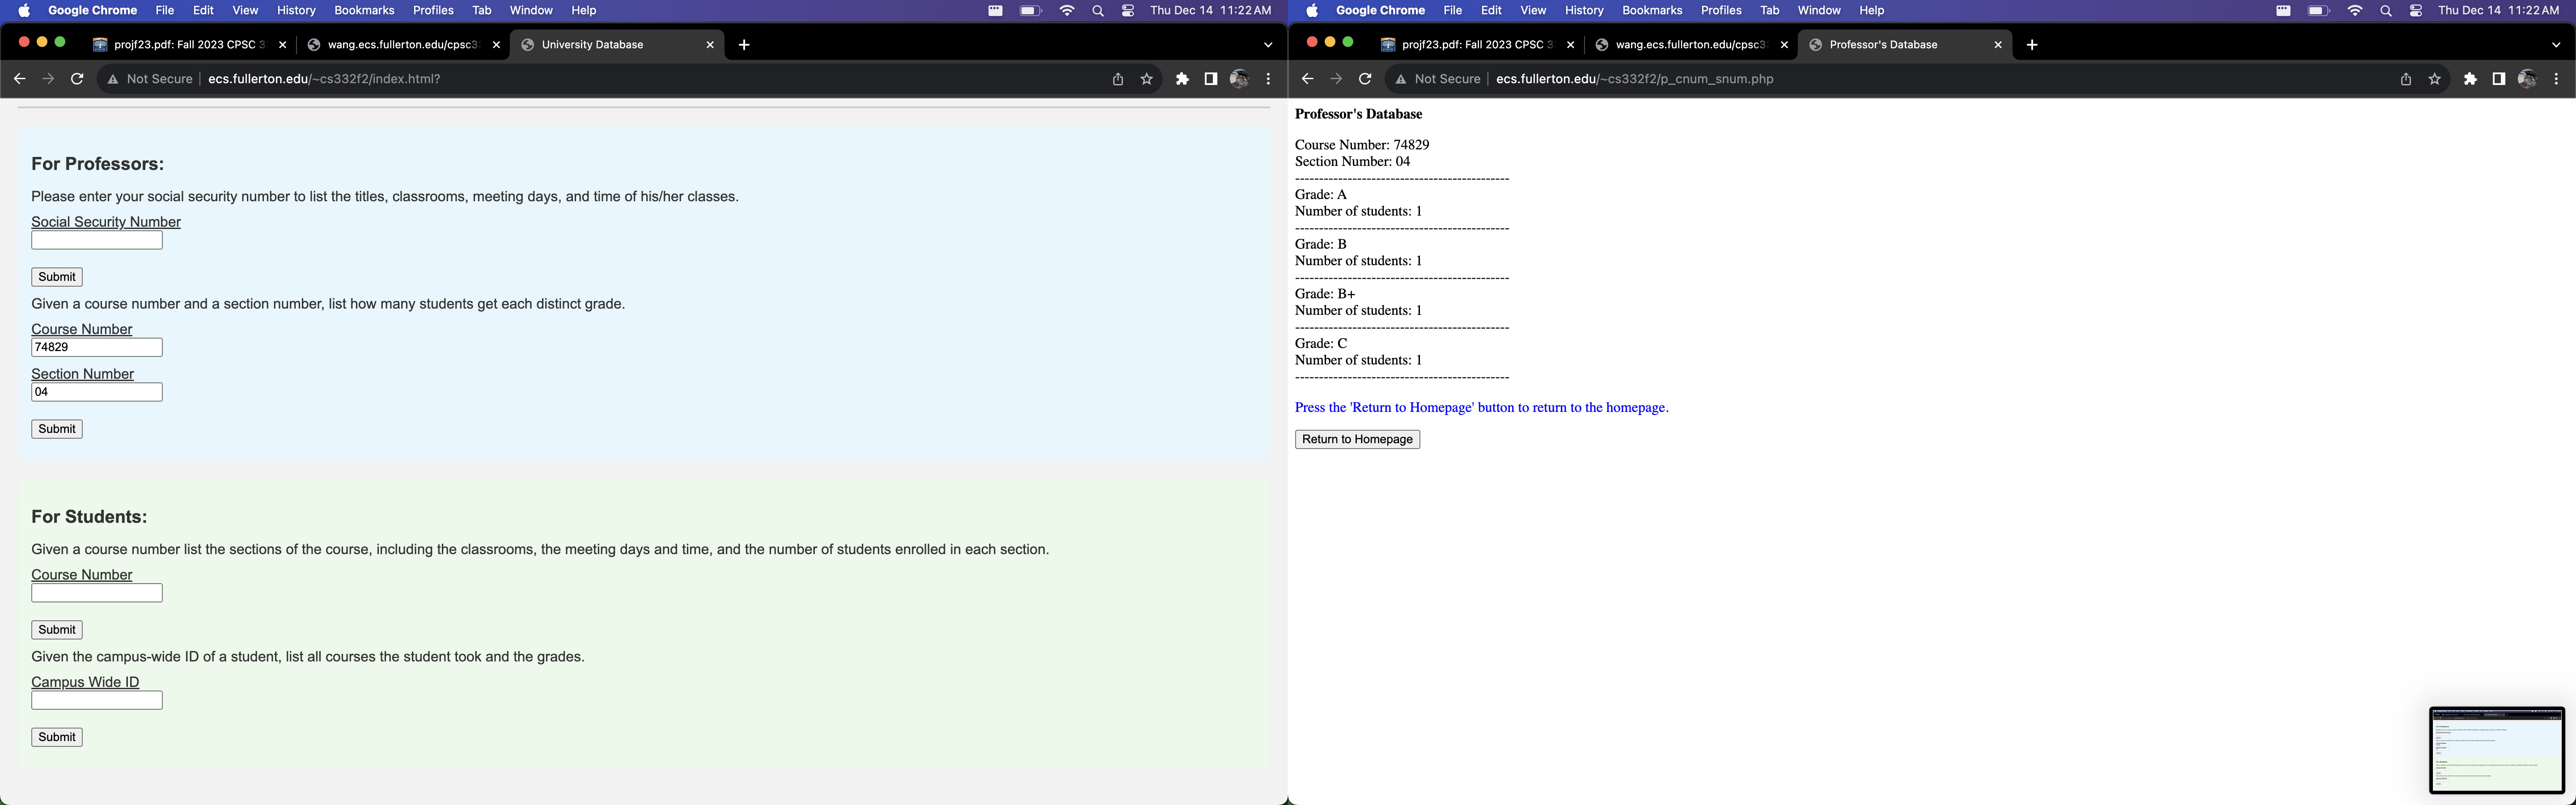 Google Chrome File Edit View History Bookmarks Profiles Tab Window Help Thu Dec 14 11:22 AM
projf23.pdf: Fall 2023 CPSC 3 wang.ecs.fullerton.edu/cpsc3 University Database
Not Secure ecs.fullerton.edu/~cs332f2/index.html?
For Professors:
Please enter your social security number to list the titles, classrooms, meeting days, and time of his/her classes.
Social Security Number
Submit
Given a course number and a section number, list how many students get each distinct grade.
Course Number
74829
Section Number
04
Submit
For Students:
Given a course number list the sections of the course, including the classrooms, the meeting days and time, and the number of students enrolled in each section.
Course Number
Submit
Given the campus-wide ID of a student, list all courses the student took and the grades.
Campus Wide ID
Submit
Google Chrome File Edit View History Bookmarks Profiles Tab Window Help Thu Dec 14 11:22 AM
projf23.pdf: Fall 2023 CPSC 3 wang.ecs.fullerton.edu/cpsc3 Professor's Database
Not Secure ecs.fullerton.edu/~cs332f2/p_cnum_snum.php
Professor's Database
Course Number: 74829
Section Number: 04
---------------------------------------------
Grade: A
Number of students: 1
---------------------------------------------
Grade: B
Number of students: 1
---------------------------------------------
Grade: B+
Number of students: 1
---------------------------------------------
Grade: C
Number of students: 1
---------------------------------------------
Press the 'Return to Homepage' button to return to the homepage.
Return to Homepage